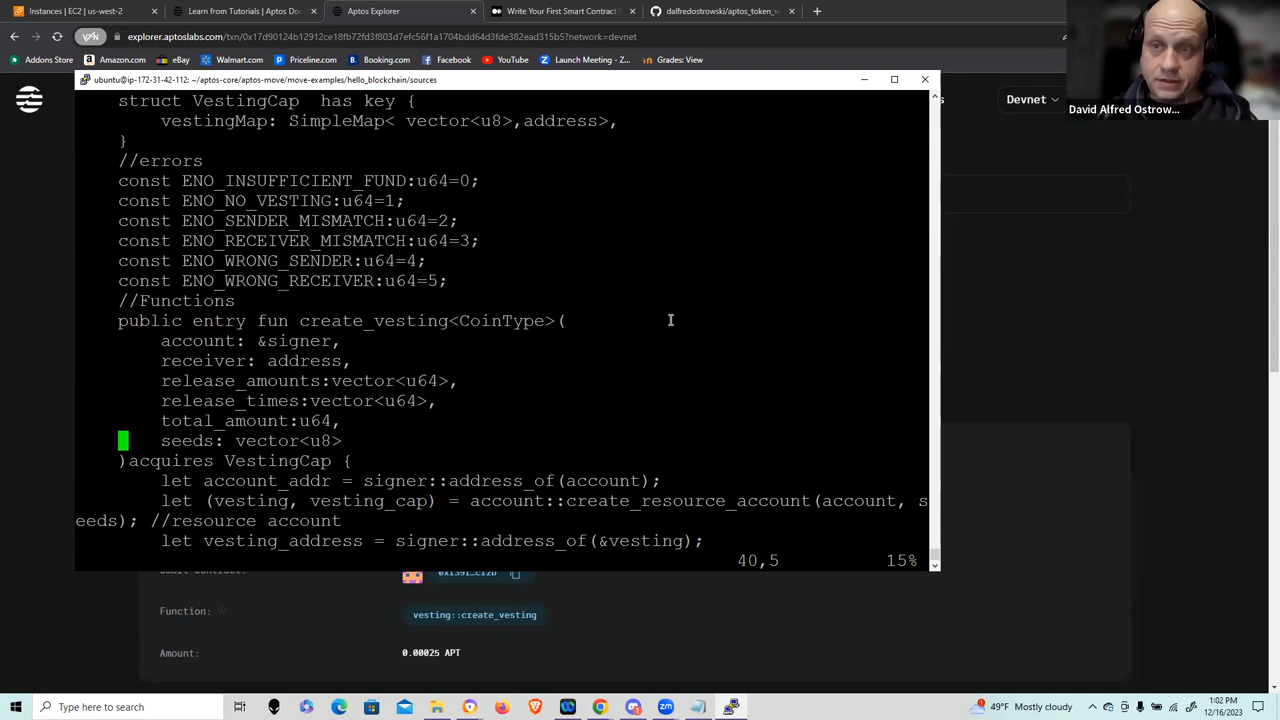 Instances | EC2 | us-west-2
Learn from Tutorials | Aptos Doc
Aptos Explorer
Write Your First Smart Contract
dalfredostrowski/aptos_token_v
explorer.aptoslabs.com/txn/0x17d90124b12912ce18fb72fd3f803d7efc56f1a1704bdd64d3fde382ead315b5?network=devnet
Addons Store
Amazon.com
Walmart.com
Priceline.com
Booking.com
Facebook
YouTube
Igentas - Home
Grades: View
ubuntu@ip-172-31-42-112: ~/aptos-core/aptos-move/move-examples/hello_blockchain/sources
Devnet
David Alfred Ostrow...
struct VestingCap  has key {
vestingMap: SimpleMap< vector<u8>,address>,
}
//errors
const ENO_INSUFFICIENT_FUND:u64=0;
const ENO_NO_VESTING:u64=1;
const ENO_SENDER_MISMATCH:u64=2;
const ENO_RECEIVER_MISMATCH:u64=3;
const ENO_WRONG_SENDER:u64=4;
const ENO_WRONG_RECEIVER:u64=5;
//Functions
public entry fun create_vesting<CoinType>(
account: &signer,
receiver: address,
release_amounts:vector<u64>,
release_times:vector<u64>,
total_amount:u64,
seeds: vector<u8>
)acquires VestingCap {
let account_addr = signer::address_of(account);
let (vesting, vesting_cap) = account::create_resource_account(account, s
eeds); //resource account
let vesting_address = signer::address_of(&vesting);
40,5
15%
Function:
vesting::create_vesting
Amount:
0.00025 APT
Type here to search
49°F Mostly cloudy
1:02 PM
12/16/2023